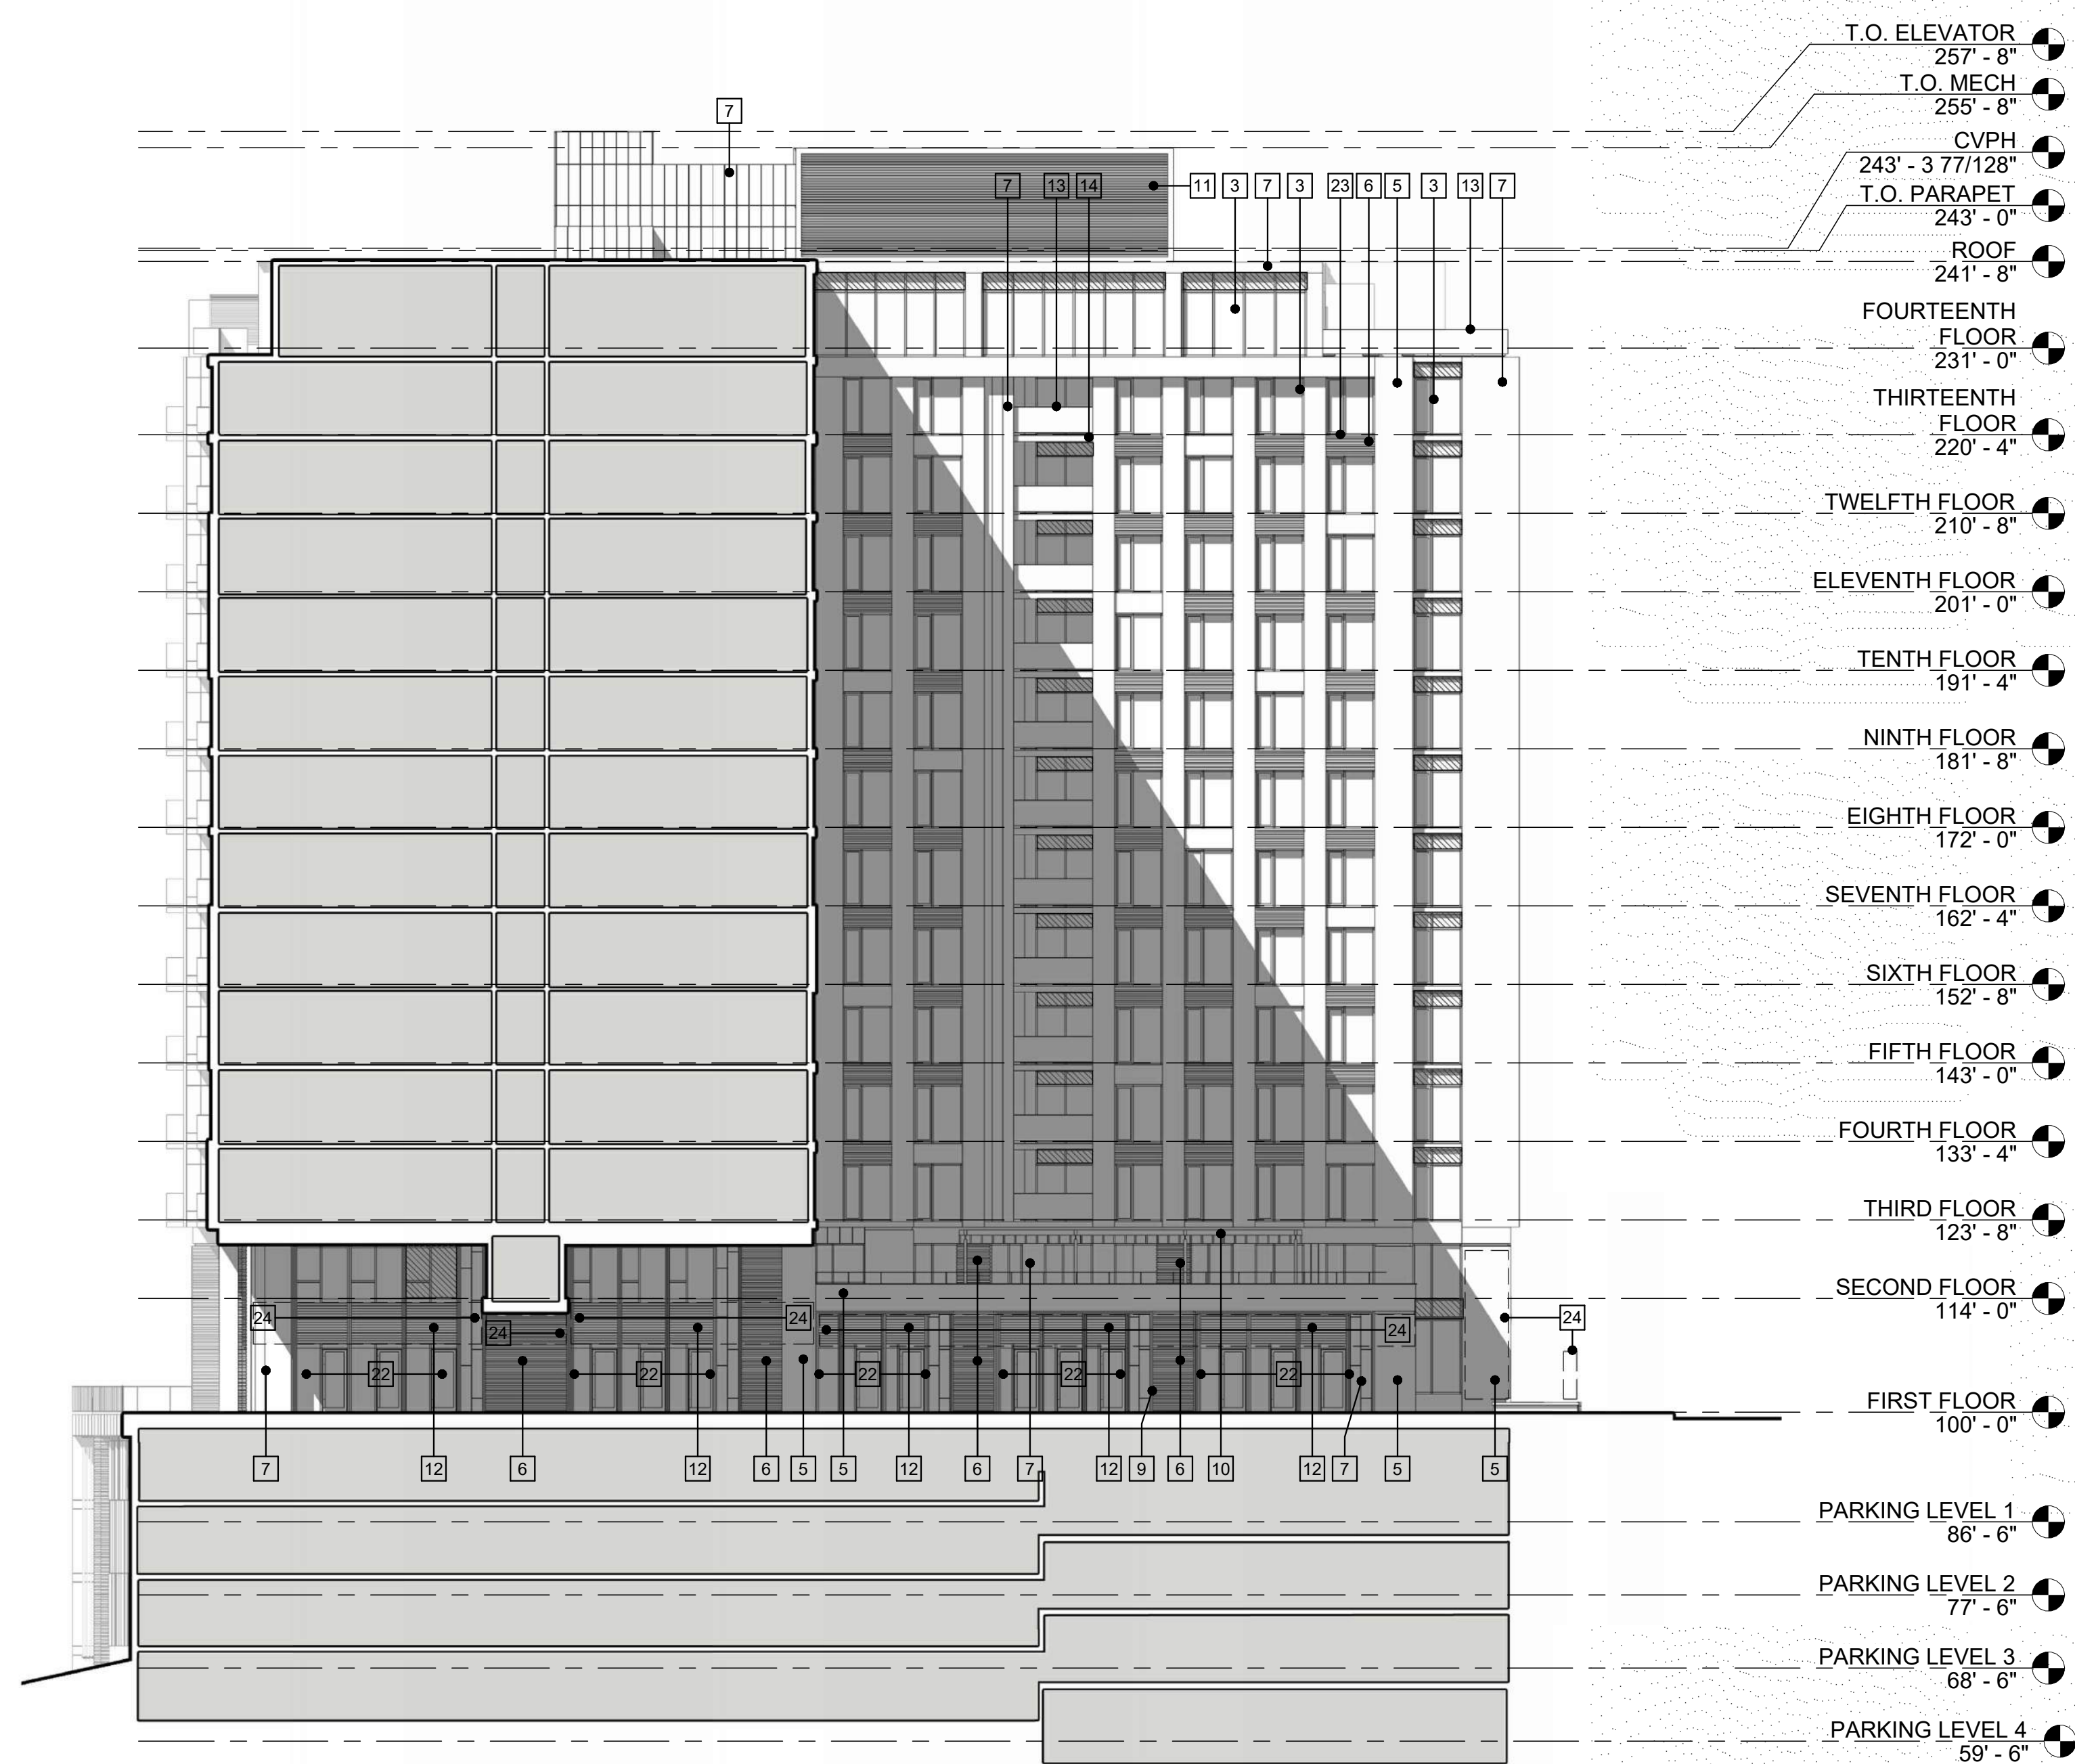 T.O. ELEVATOR
257' - 8"
T.O. MECH
255' - 8"
7
CVPH
243' - 3 77/128"
7 13 14 11 3 7 3 23 6 5 3 13 7
T.O. PARAPET
243' - 0"
ROOF
241' - 8"
FOURTEENTH
FLOOR
231' - 0"
THIRTEENTH
FLOOR
220' - 4"
TWELFTH FLOOR
210' - 8"
ELEVENTH FLOOR
201' - 0"
TENTH FLOOR
191' - 4"
NINTH FLOOR
181' - 8"
EIGHTH FLOOR
172' - 0"
SEVENTH FLOOR
162' - 4"
SIXTH FLOOR
152' - 8"
FIFTH FLOOR
143' - 0"
FOURTH FLOOR
133' - 4"
THIRD FLOOR
123' - 8"
SECOND FLOOR
114' - 0"
24 24 24
24 24
22 22 22 22 22
FIRST FLOOR
100' - 0"
7 12 6 12 6 5 5 12 6 7 12 9 6 10 12 7 5 5
PARKING LEVEL 1
86' - 6"
PARKING LEVEL 2
77' - 6"
PARKING LEVEL 3
68' - 6"
PARKING LEVEL 4
59' - 6"